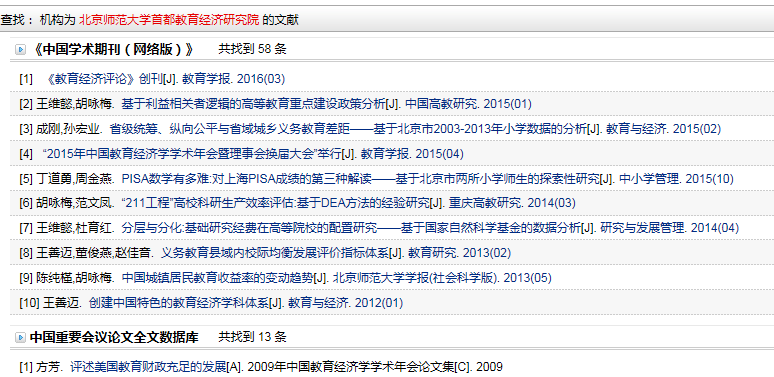 查找： 机构为 北京师范大学首都教育经济研究院 的文献
《中国学术期刊（网络版）》 共找到 58 条
[1] 《教育经济评论》创刊[J]. 教育学报. 2016(03)
[2] 王维懿,胡咏梅. 基于利益相关者逻辑的高等教育重点建设政策分析[J]. 中国高教研究. 2015(01)
[3] 成刚,孙宏业. 省级统筹、纵向公平与省域城乡义务教育差距——基于北京市2003-2013年小学数据的分析[J]. 教育与经济. 2015(02)
[4] “2015年中国教育经济学学术年会暨理事会换届大会”举行[J]. 教育学报. 2015(04)
[5] 丁道勇,周金燕. PISA数学有多难:对上海PISA成绩的第三种解读——基于北京市两所小学师生的探索性研究[J]. 中小学管理. 2015(10)
[6] 胡咏梅,范文凤. “211工程”高校科研生产效率评估:基于DEA方法的经验研究[J]. 重庆高教研究. 2014(03)
[7] 王维懿,杜育红. 分层与分化:基础研究经费在高等院校的配置研究——基于国家自然科学基金的数据分析[J]. 研究与发展管理. 2014(04)
[8] 王善迈,董俊燕,赵佳音. 义务教育县域内校际均衡发展评价指标体系[J]. 教育研究. 2013(02)
[9] 陈纯槿,胡咏梅. 中国城镇居民教育收益率的变动趋势[J]. 北京师范大学学报(社会科学版). 2013(05)
[10] 王善迈. 创建中国特色的教育经济学科体系[J]. 教育与经济. 2012(01)
中国重要会议论文全文数据库 共找到 13 条
[1] 方芳. 评述美国教育财政充足的发展[A]. 2009年中国教育经济学学术年会论文集[C]. 2009